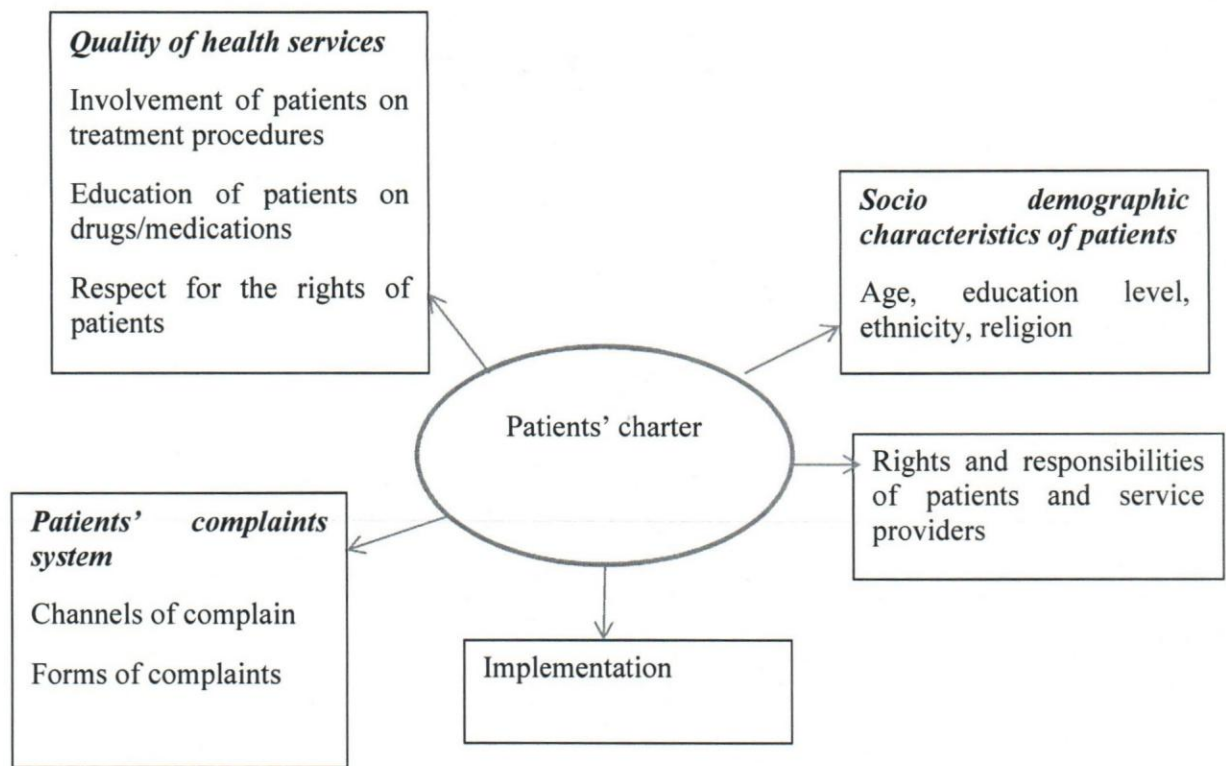 Quality of health services
Involvement of patients on
treatment procedures
Education of patients on
drugs/medications
Respect for the rights of
patients
Socio demographic
characteristics of patients
Age, education level,
ethnicity, religion
Patients’ charter
Rights and responsibilities
of patients and service
providers
Patients’ complaints
system
Channels of complain
Forms of complaints
Implementation